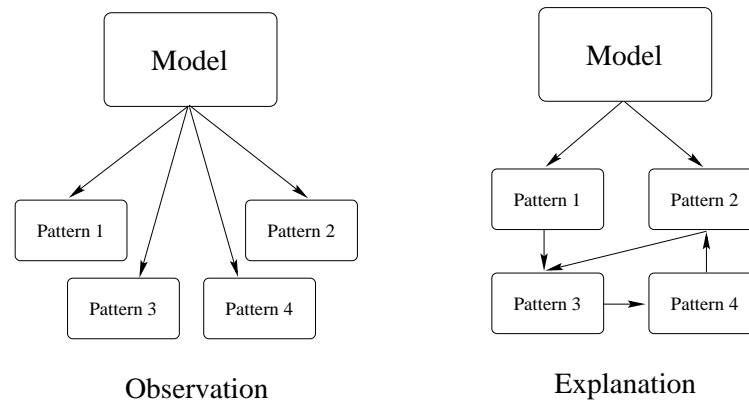 Model
Pattern 1
Pattern 2
Pattern 3
Pattern 4
Observation
Model
Pattern 1
Pattern 2
Pattern 3
Pattern 4
Explanation